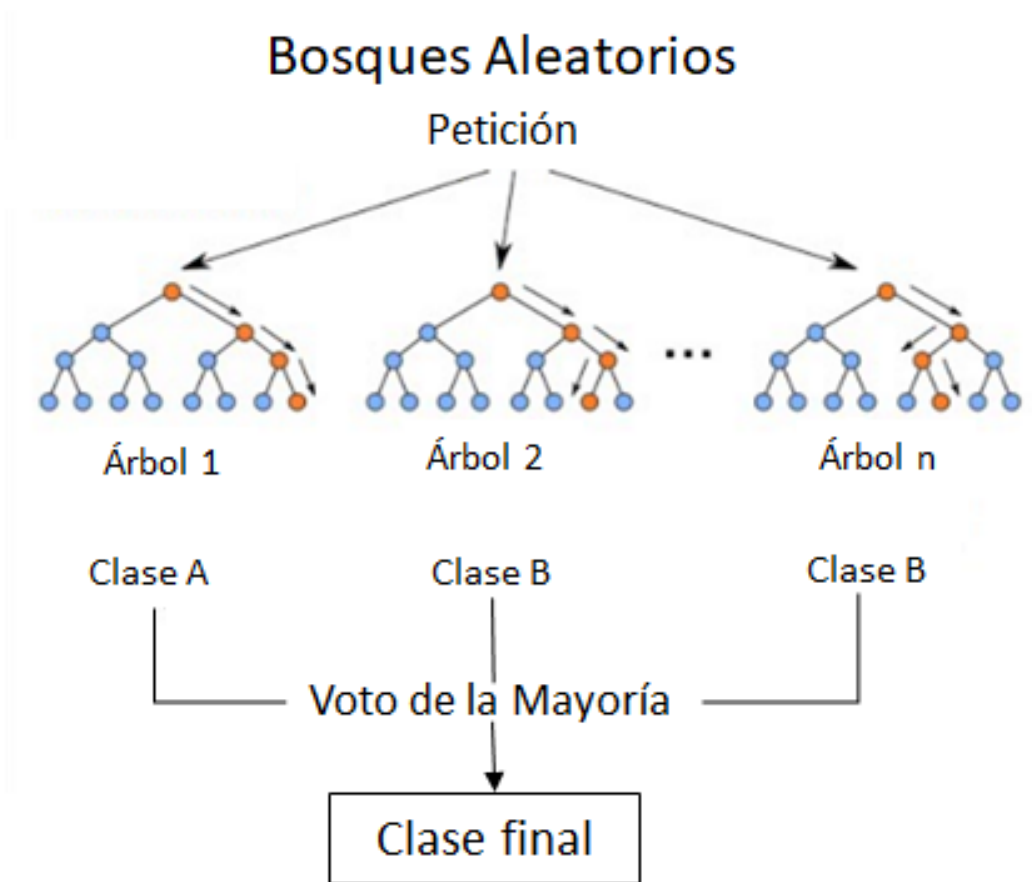 Bosques Aleatorios
Petición
...
Árbol 1 Árbol 2 Árbol n
Clase A Clase B Clase B
Voto de la Mayoría
Clase final